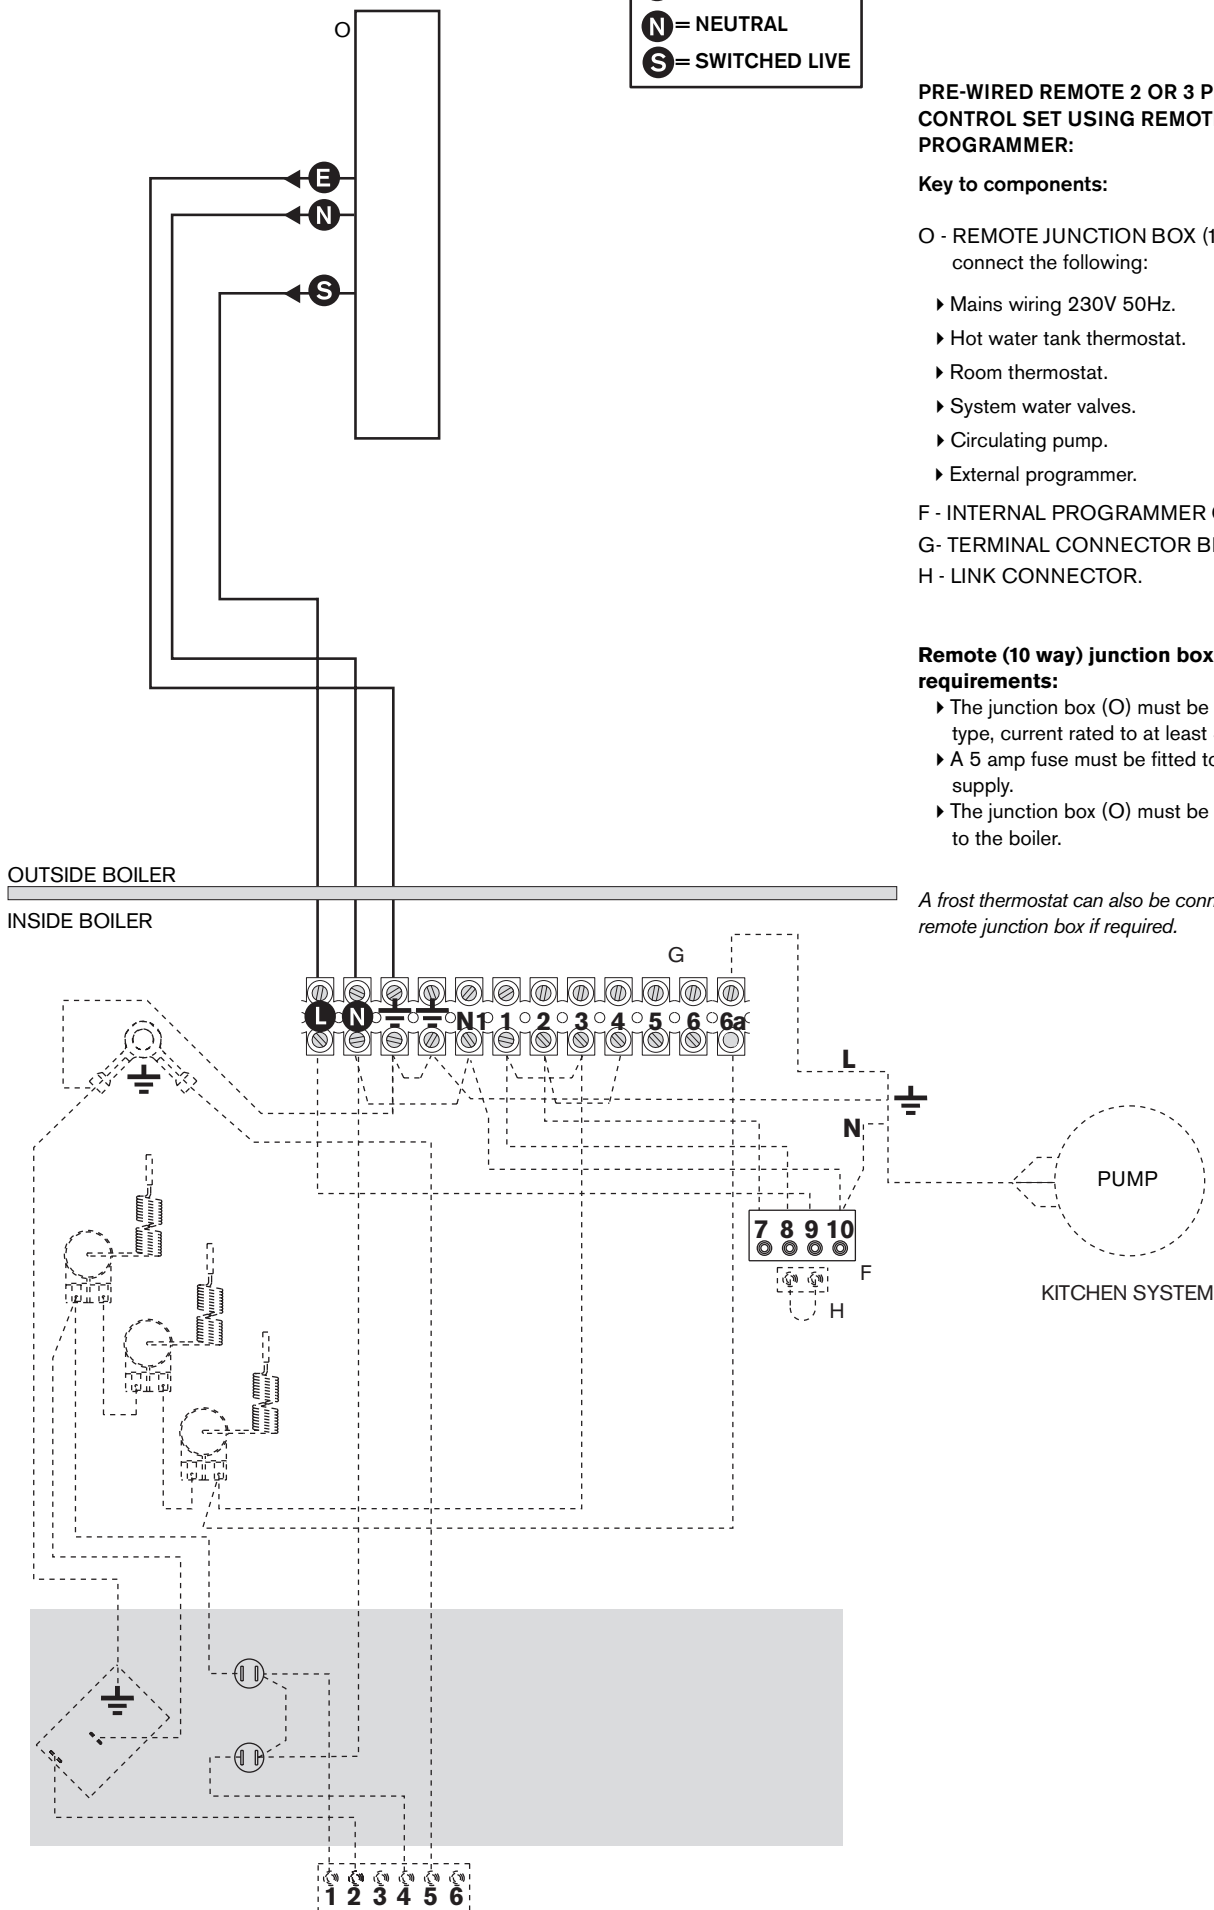 O
N = NEUTRAL
S = SWITCHED LIVE
E
N
S
PRE-WIRED REMOTE 2 OR 3 P
CONTROL SET USING REMOT
PROGRAMMER:
Key to components:
O - REMOTE JUNCTION BOX (1
connect the following:
Mains wiring 230V 50Hz.
Hot water tank thermostat.
Room thermostat.
System water valves.
Circulating pump.
External programmer.
F - INTERNAL PROGRAMMER
G- TERMINAL CONNECTOR B
H - LINK CONNECTOR.
Remote (10 way) junction box
requirements:
The junction box (O) must be
type, current rated to at least
A 5 amp fuse must be fitted to
supply.
The junction box (O) must be
to the boiler.
A frost thermostat can also be conn
remote junction box if required.
OUTSIDE BOILER
INSIDE BOILER
G
L N N1 1 2 3 4 5 6 6a
L
N
PUMP
7 8 9 10
F
H
KITCHEN SYSTEM
1 2 3 4 5 6